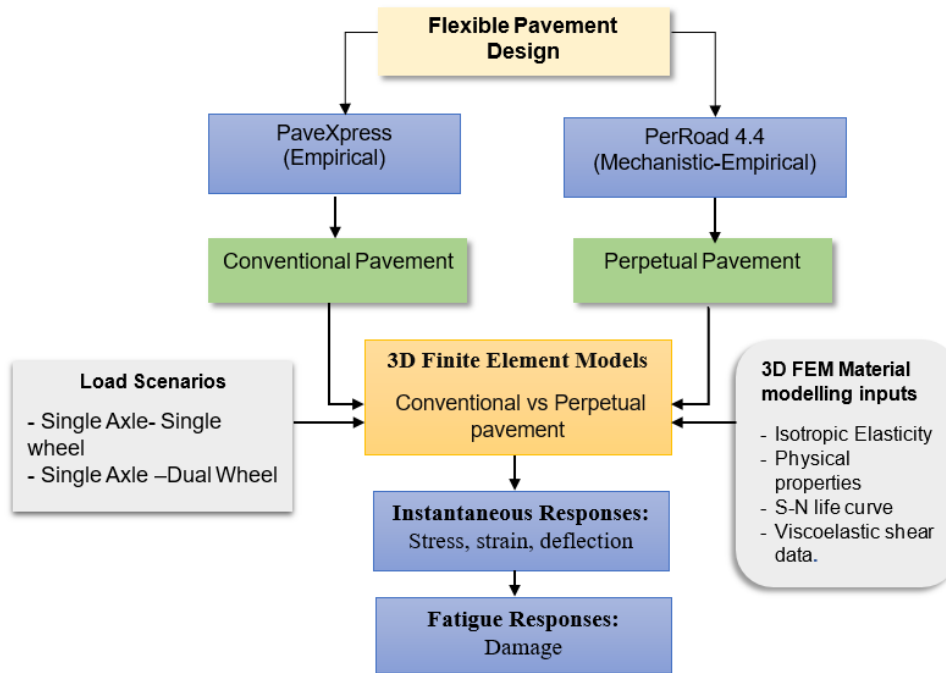 Flexible Pavement
Design
PaveXpress
(Empirical)
PerRoad 4.4
(Mechanistic-Empirical)
Conventional Pavement
Perpetual Pavement
Load Scenarios
- Single Axle- Single
wheel
- Single Axle –Dual Wheel
3D Finite Element Models
Conventional vs Perpetual
pavement
3D FEM Material
modelling inputs
- Isotropic Elasticity
- Physical
properties
- S-N life curve
- Viscoelastic shear
data.
Instantaneous Responses:
Stress, strain, deflection
Fatigue Responses:
Damage